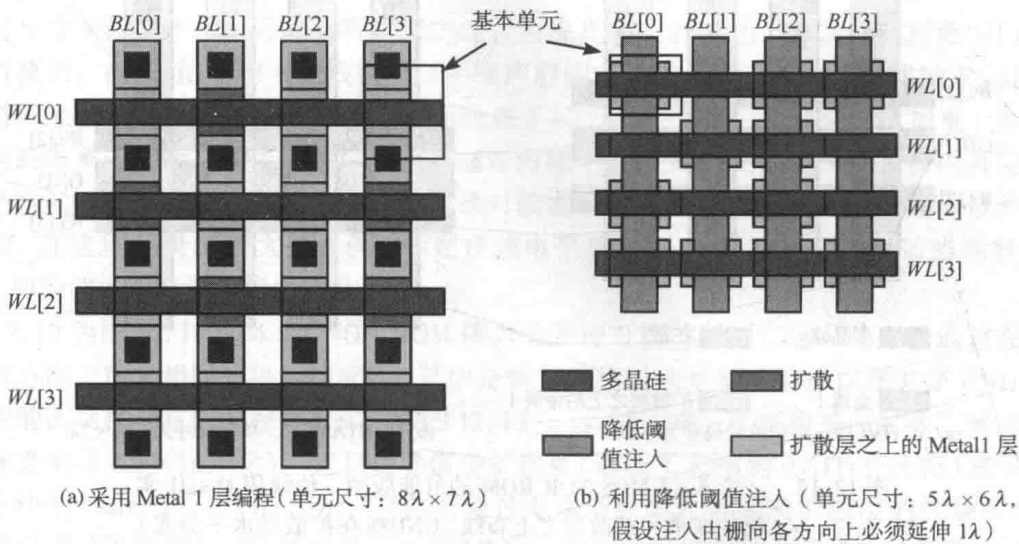 BL[0] BL[1] BL[2] BL[3]
基本单元
BL[0] BL[1] BL[2] BL[3]
WL[0]
WL[1]
WL[2]
WL[3]
WL[0]
WL[1]
WL[2]
WL[3]
多晶硅
扩散
降低阈
值注入
扩散层之上的 Metal1 层
(a) 采用 Metal 1 层编程(单元尺寸:8λ×7λ)
(b) 利用降低阈值注入(单元尺寸:5λ×6λ,
假设注入由栅向各方向上必须延伸 1λ)